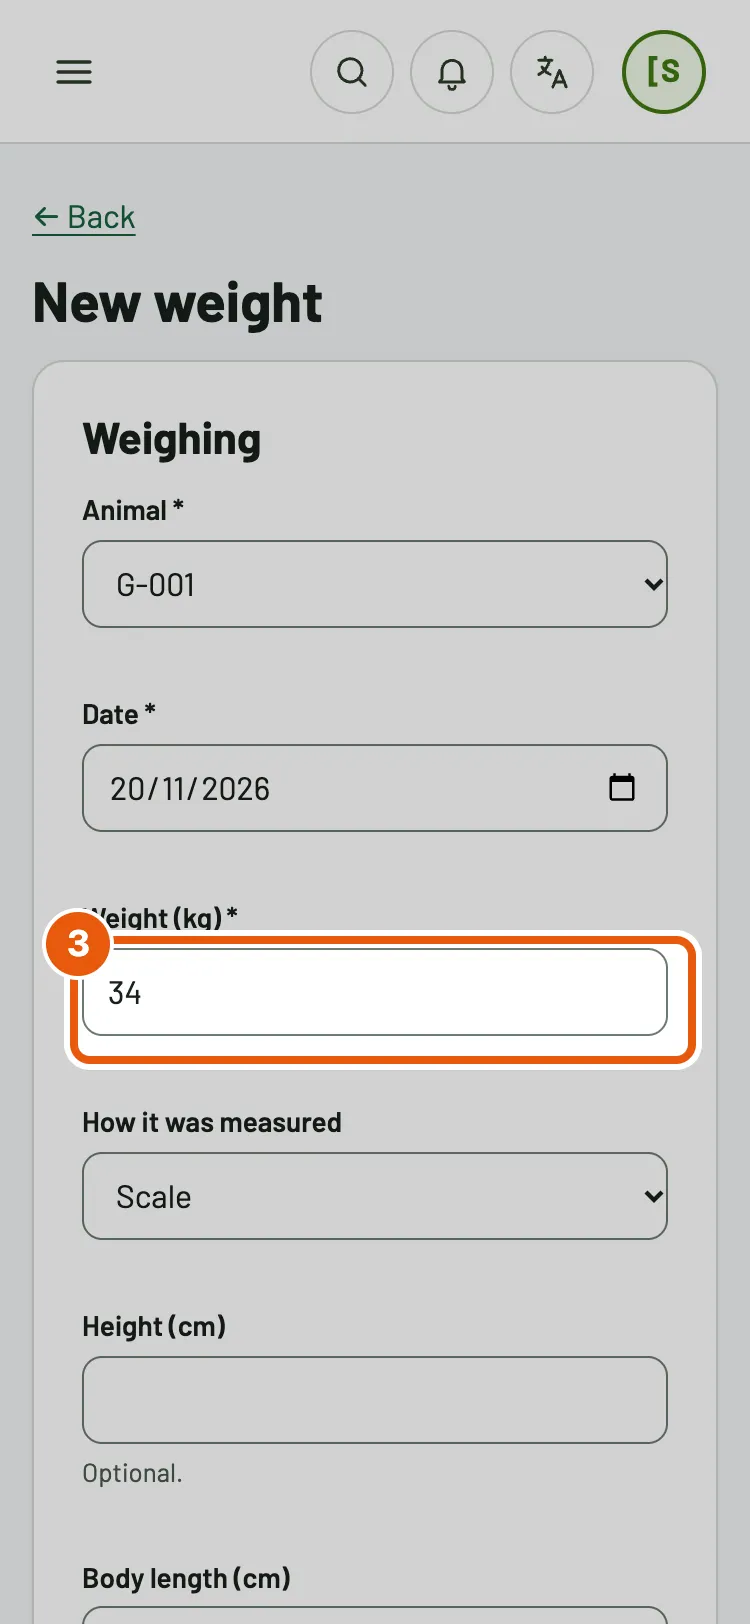 [S
← Back
New weight
Weighing
Animal *
G-001
Date *
20/11/2026
Weight (kg) *
3
34
How it was measured
Scale
Height (cm)
Optional.
Body length (cm)